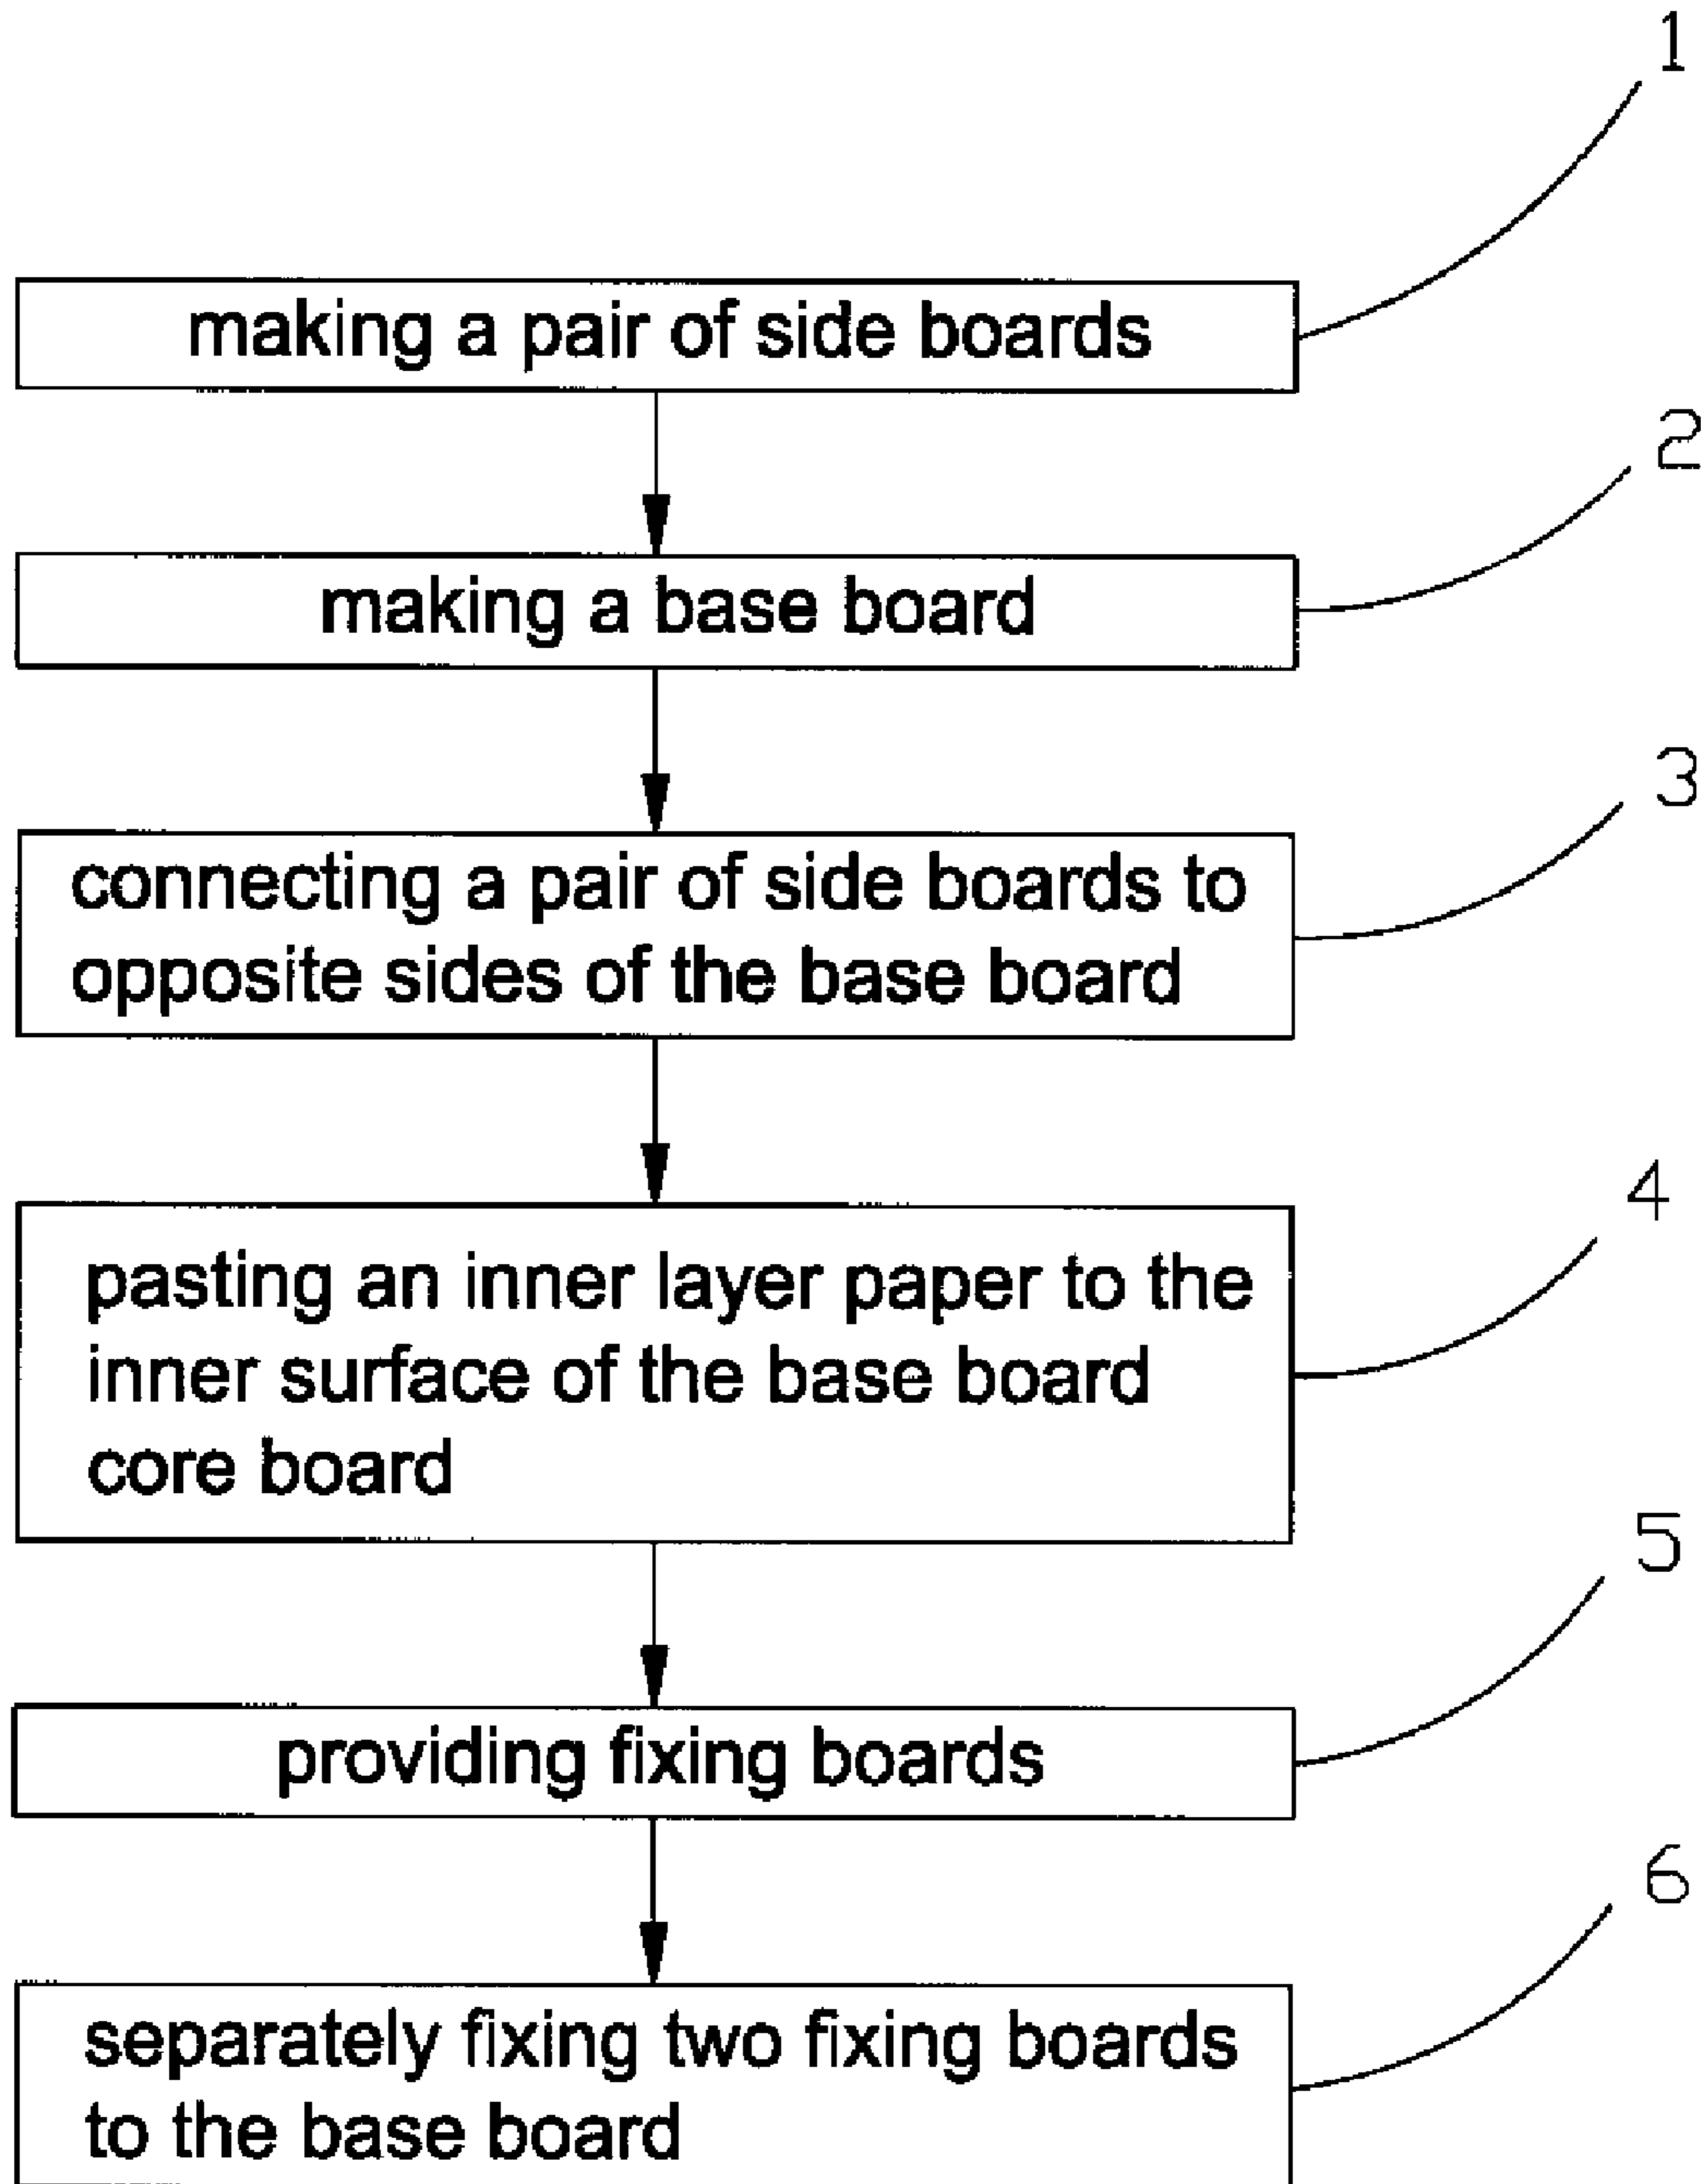 1
making a pair of side boards
2
making a base board
3
connecting a pair of side boards to
opposite sides of the base board
4
pasting an inner layer paper to the
inner surface of the base board
core board
5
providing fixing boards
6
separately fixing two fixing boards
to the base board